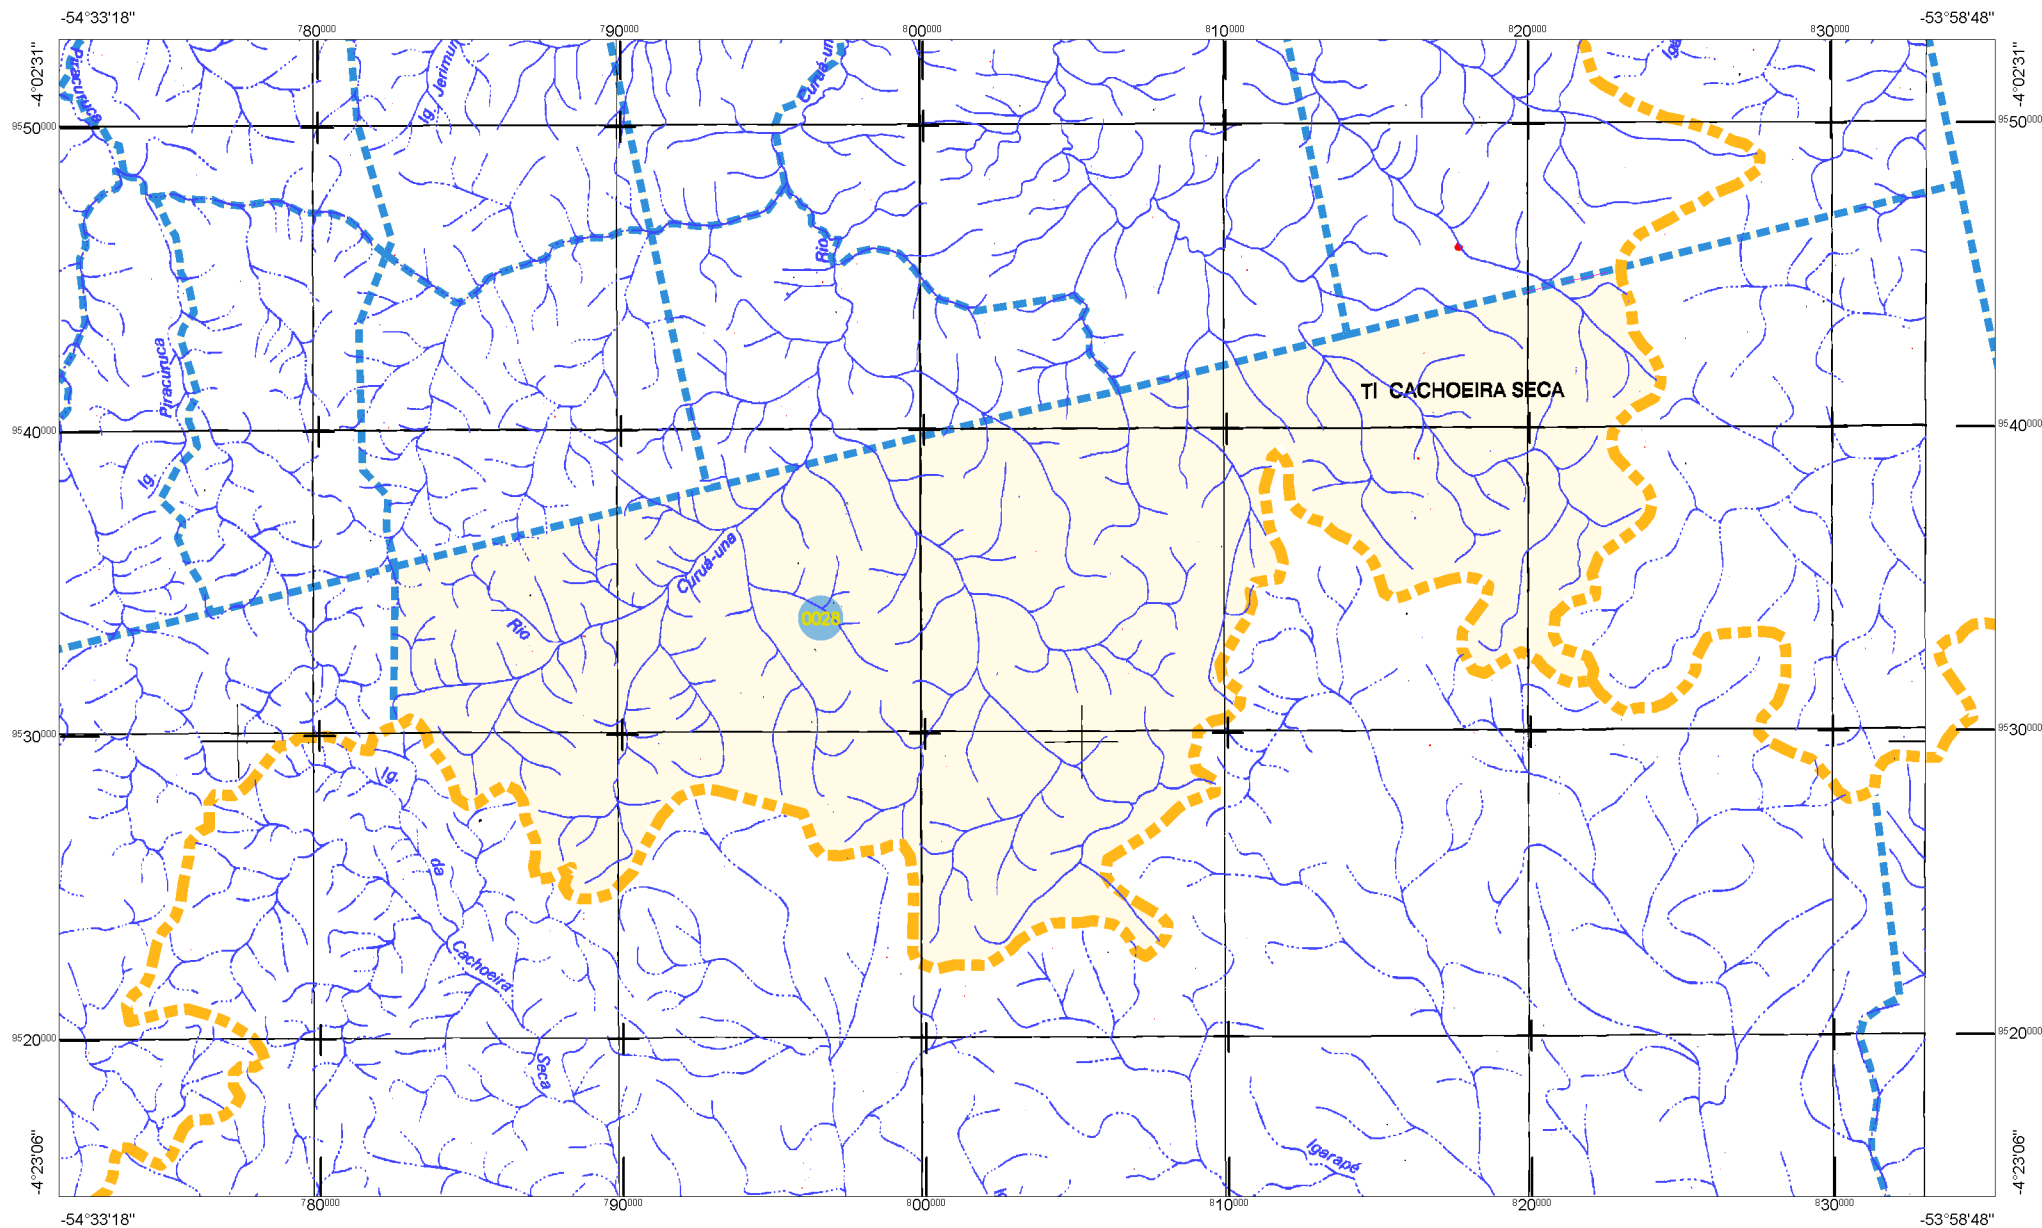 -54°33'18" -53°58'48"
780000 790000 800000 810000 820000 830000
-4°02'31" -4°02'31"
Piracuruca
Ig. Jerimum
Curuá-un
Iga
9550000 9550000
Rio
Piracuruca
TI CACHOEIRA SECA
9540000 9540000
Ig.
Curuá-una
0028
Rio
9530000 9530000
Ig.
da
Cachoeira
9520000 9520000
Seca
Igarapé
-4°23'06" -4°23'06"
780000 790000 800000 810000 820000 830000
-54°33'18" -53°58'48"